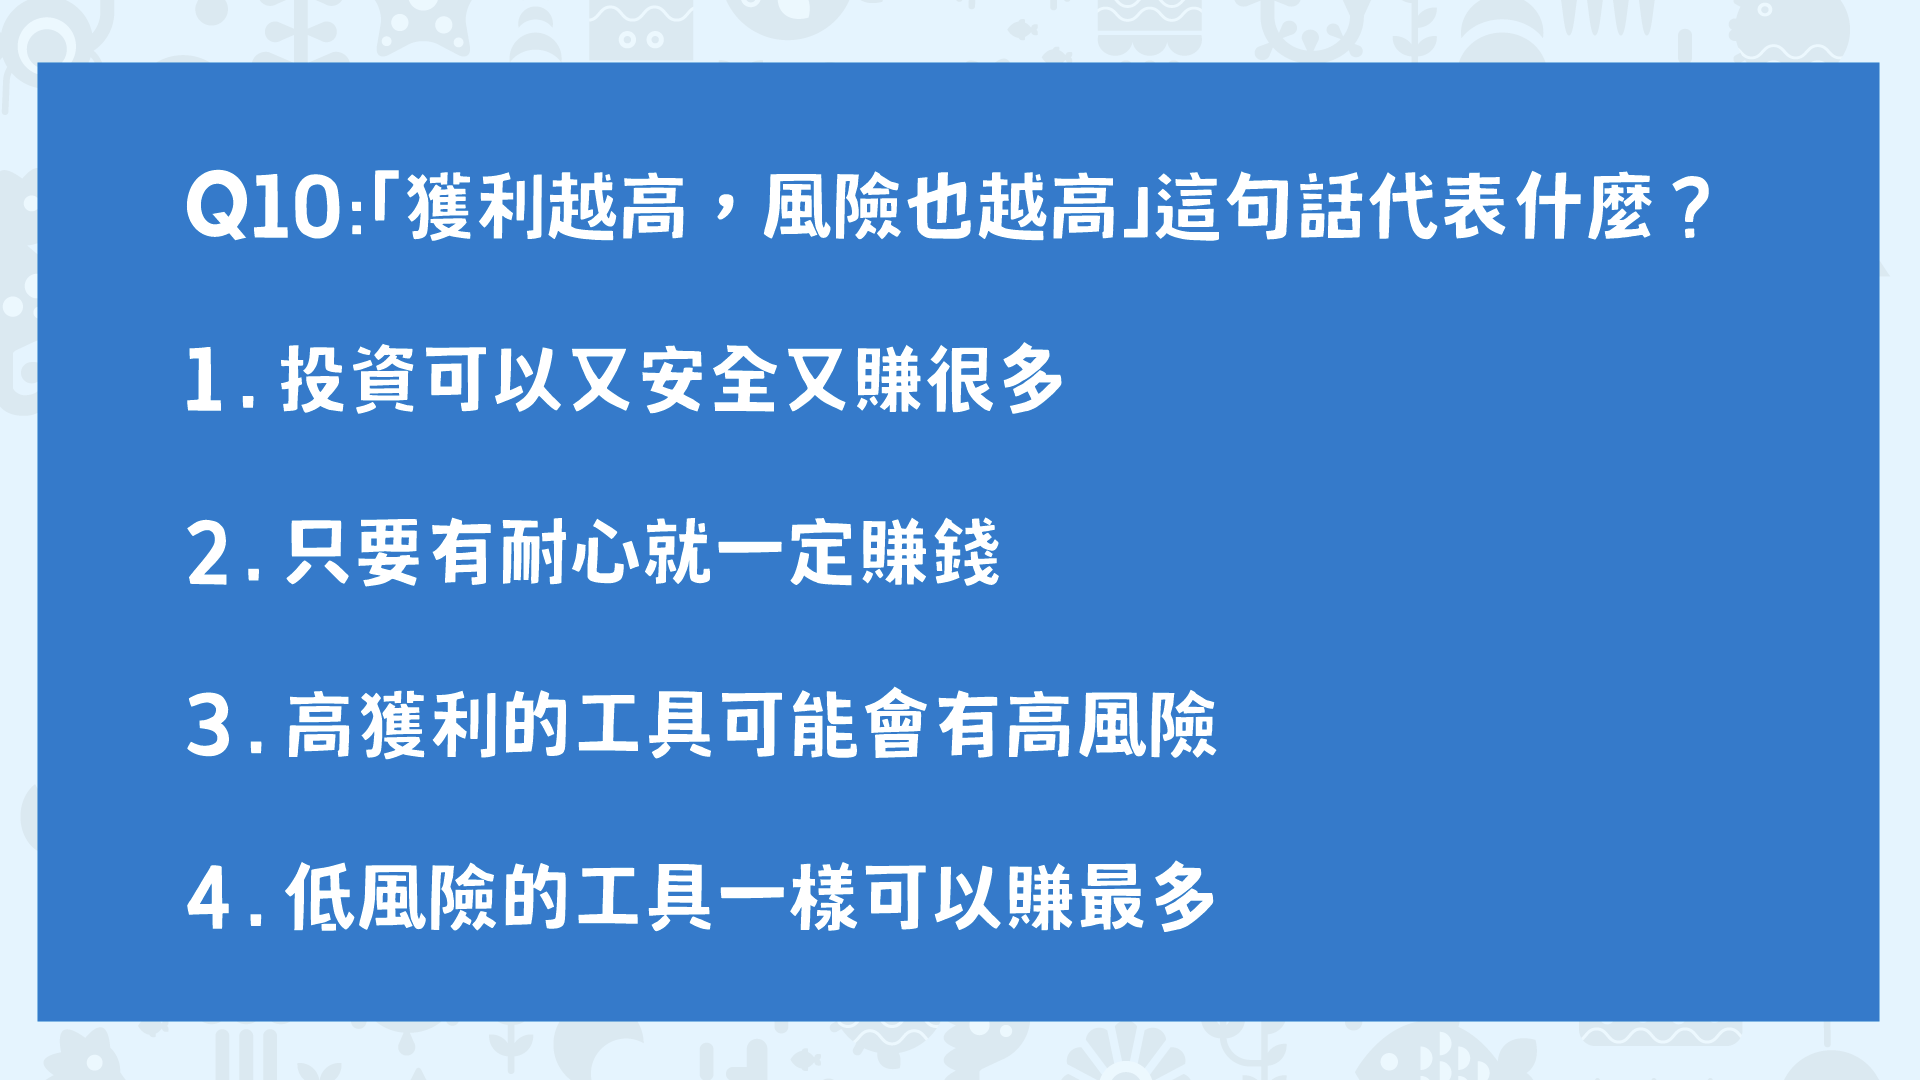 Q10:「獲利越高，風險也越高」這句話代表什麼？
1.投資可以又安全又賺很多
2.只要有耐心就一定賺錢
3.高獲利的工具可能會有高風險
4.低風險的工具一樣可以賺最多